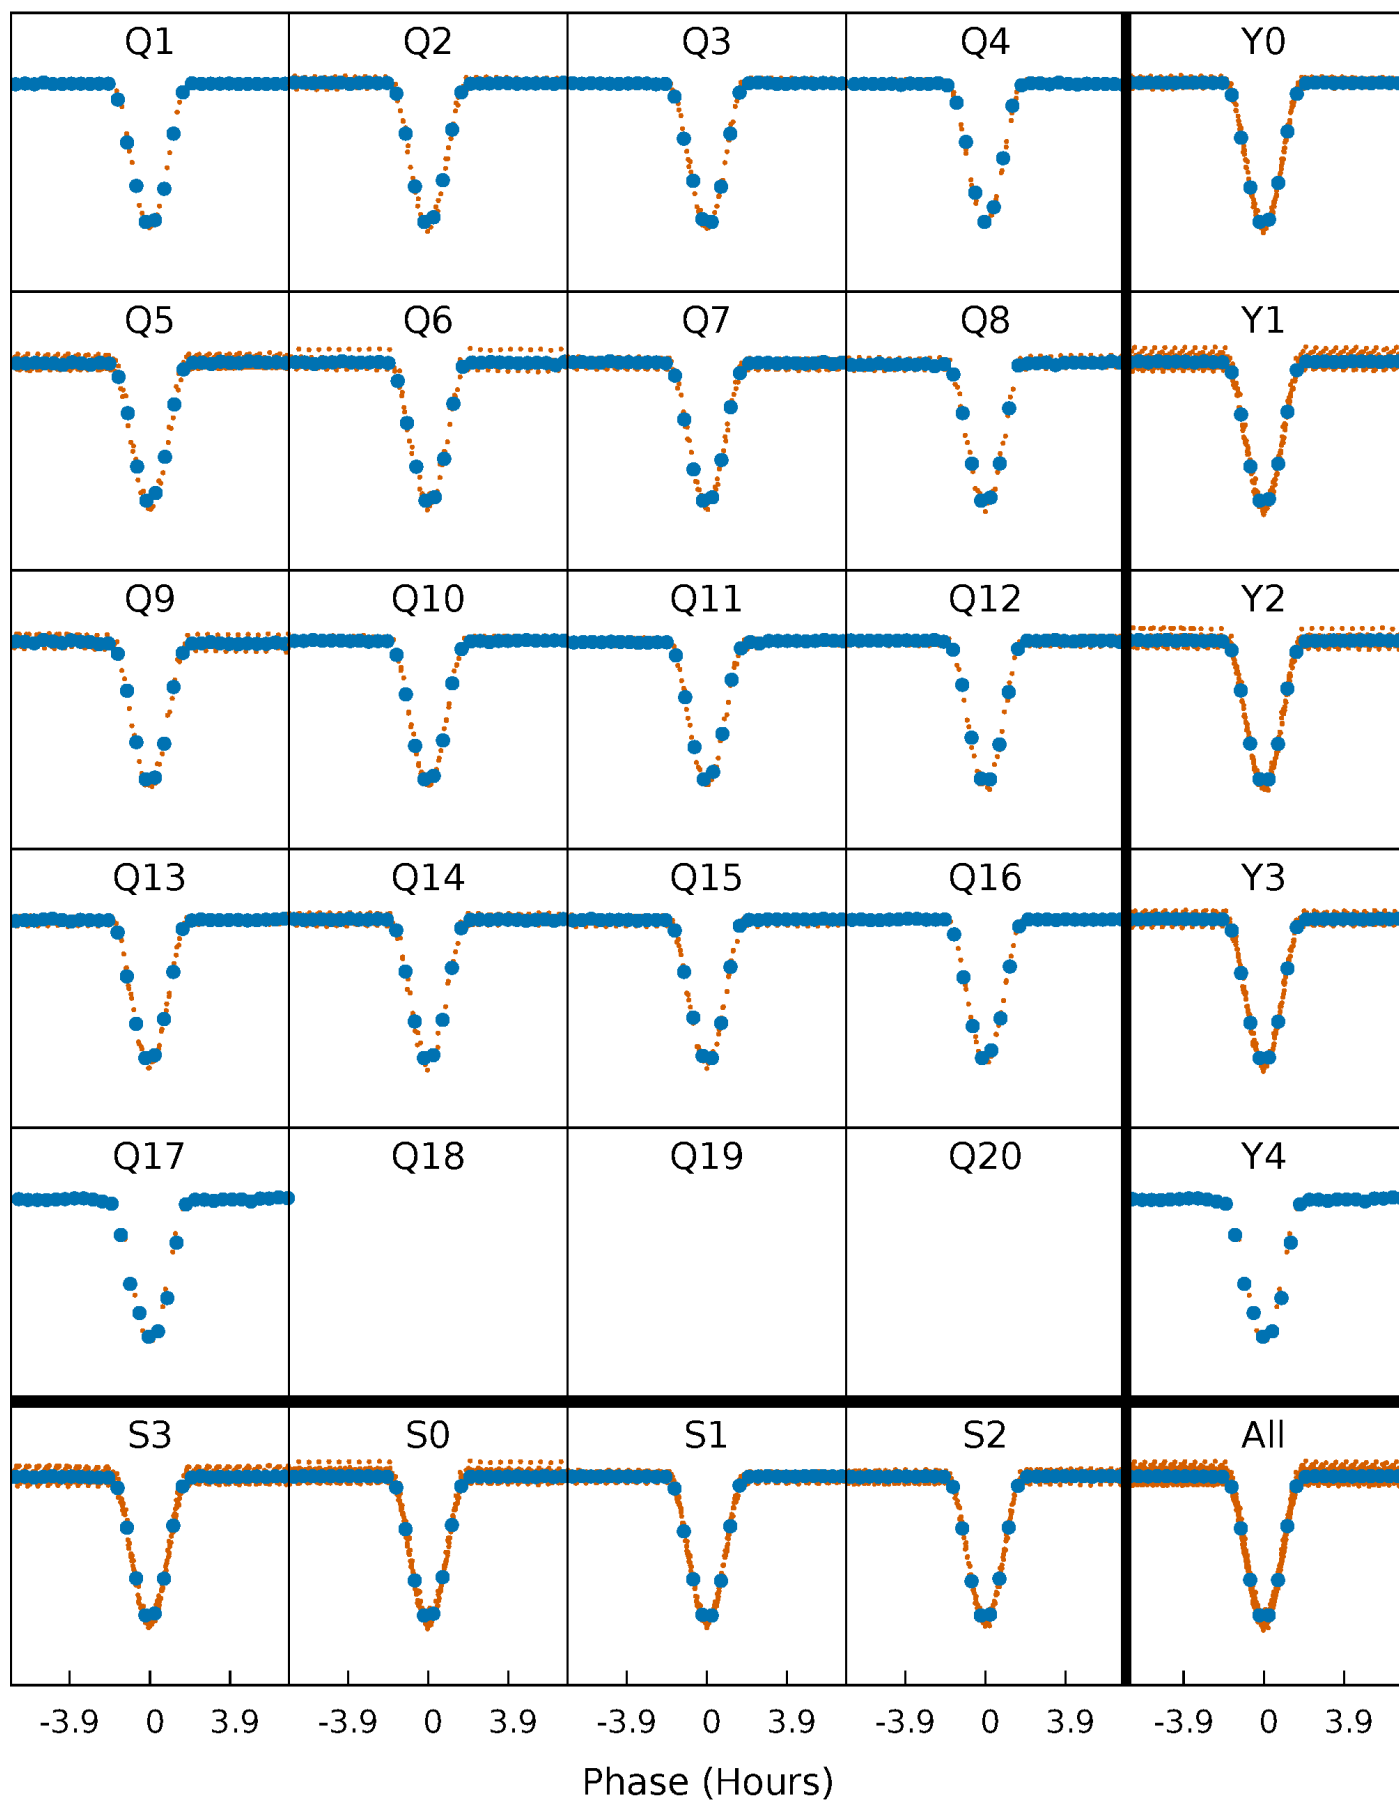 Q1 Q2 Q3 Q4 Y0
Q5 Q6 Q7 Q8 Y1
Q9 Q10 Q11 Q12 Y2
Q13 Q14 Q15 Q16 Y3
Q17 Q18 Q19 Q20 Y4
S3 S0 S1 S2 All
-3.9 0 3.9 -3.9 0 3.9 -3.9 0 3.9 -3.9 0 3.9 -3.9 0 3.9
Phase (Hours)